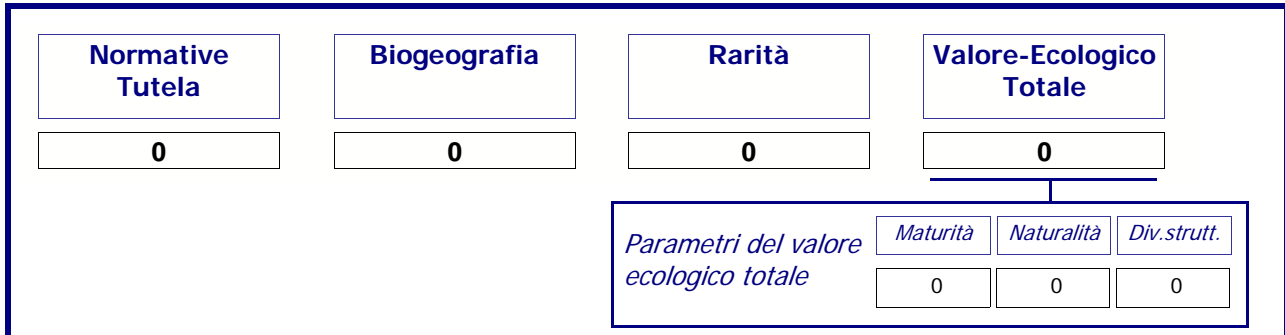 Normative
Tutela
Biogeografia
Rarità
Valore-Ecologico
Totale
0
0
0
0
Parametri del valore
ecologico totale
Maturità
Naturalità
Div.strutt.
0
0
0